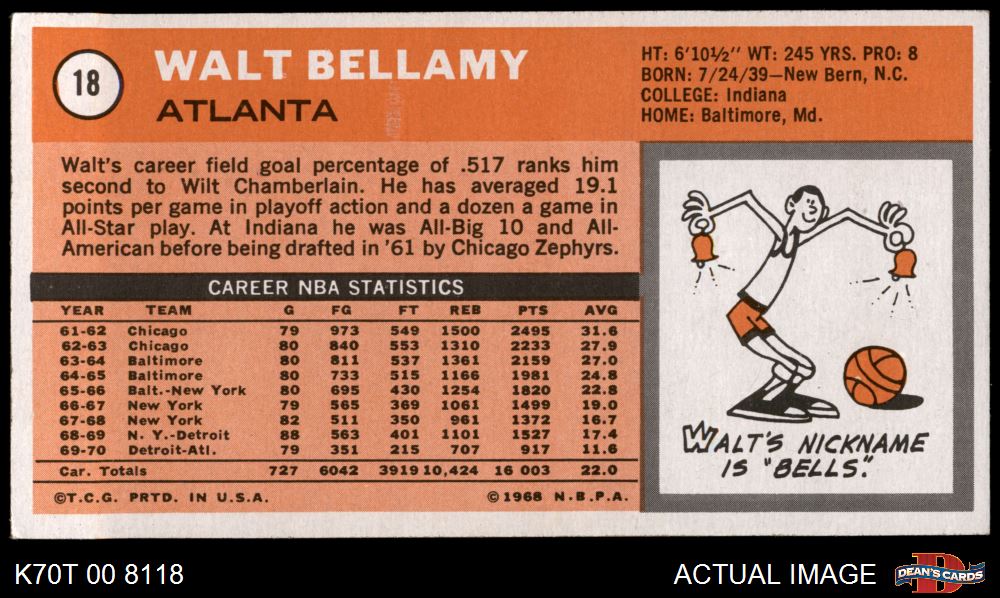 18
WALT BELLAMY
ATLANTA
HT: 6'10½" WT: 245 YRS. PRO: 8
BORN: 7/24/39—New Bern, N.C.
COLLEGE: Indiana
HOME: Baltimore, Md.
Walt's career field goal percentage of .517 ranks him
second to Wilt Chamberlain. He has averaged 19.1
points per game in playoff action and a dozen a game in
All-Star play. At Indiana he was All-Big 10 and All-
American before being drafted in '61 by Chicago Zephyrs.
CAREER NBA STATISTICS
YEAR TEAM G FG FT REB PTS AVG
61-62 Chicago 79 973 549 1500 2495 31.6
62-63 Chicago 80 840 553 1310 2233 27.9
63-64 Baltimore 80 811 537 1361 2159 27.0
64-65 Baltimore 80 733 515 1166 1981 24.8
65-66 Balt.-New York 80 695 430 1254 1820 22.8
66-67 New York 79 565 369 1061 1499 19.0
67-68 New York 82 511 350 961 1372 16.7
68-69 N. Y.-Detroit 88 563 401 1101 1527 17.4
69-70 Detroit-Atl. 79 351 215 707 917 11.6
Car. Totals 727 6042 3919 10,424 16 003 22.0
©T.C.G. PRTD. IN U.S.A. ©1968 N.B.P.A.
WALT'S NICKNAME
IS "BELLS."
K70T 00 8118
ACTUAL IMAGE
DEAN'S CARDS